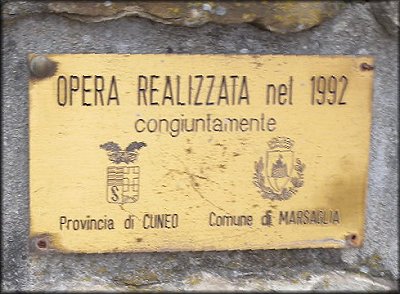 OPERA REALIZZATA nel 1992
congiuntamente
S
Provincia di CUNEO Comune di MARSAGLIA